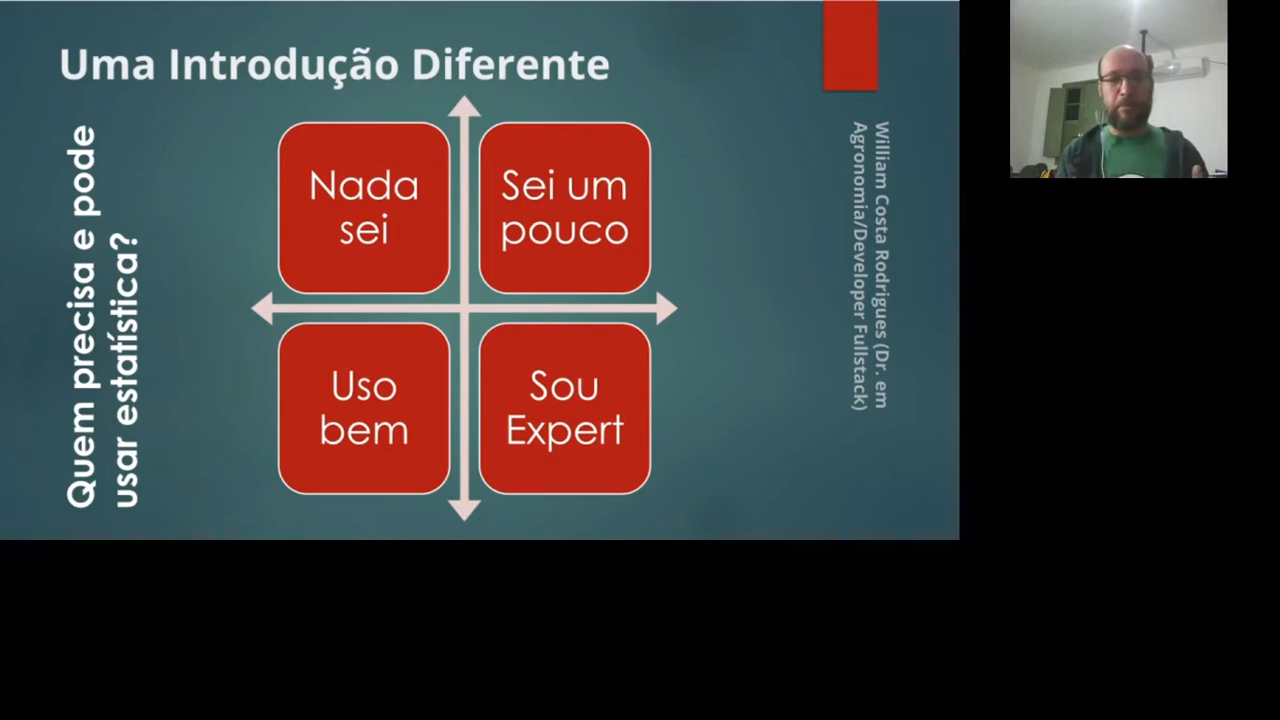 Uma Introdução Diferente
Quem precisa e pode
usar estatística?
Nada
sei
Sei um
pouco
Uso
bem
Sou
Expert
William Costa Rodrigues (Dr. em
Agronomia/Developer Fullstack)